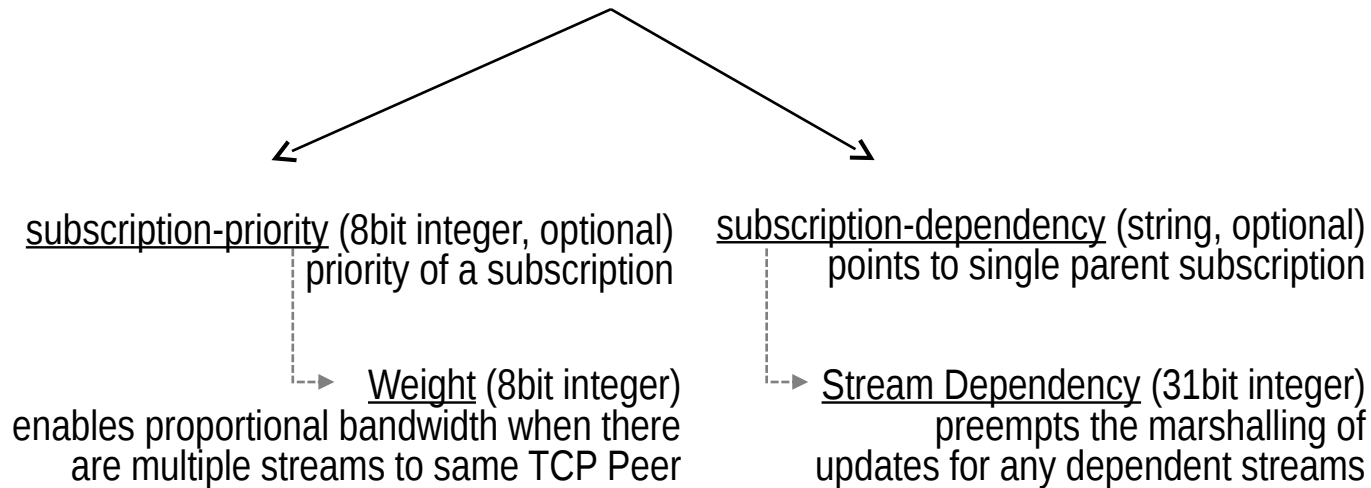 subscription-priority (8bit integer, optional)
priority of a subscription
subscription-dependency (string, optional)
points to single parent subscription
Weight (8bit integer)
enables proportional bandwidth when there
are multiple streams to same TCP Peer
Stream Dependency (31bit integer)
preempts the marshalling of
updates for any dependent streams